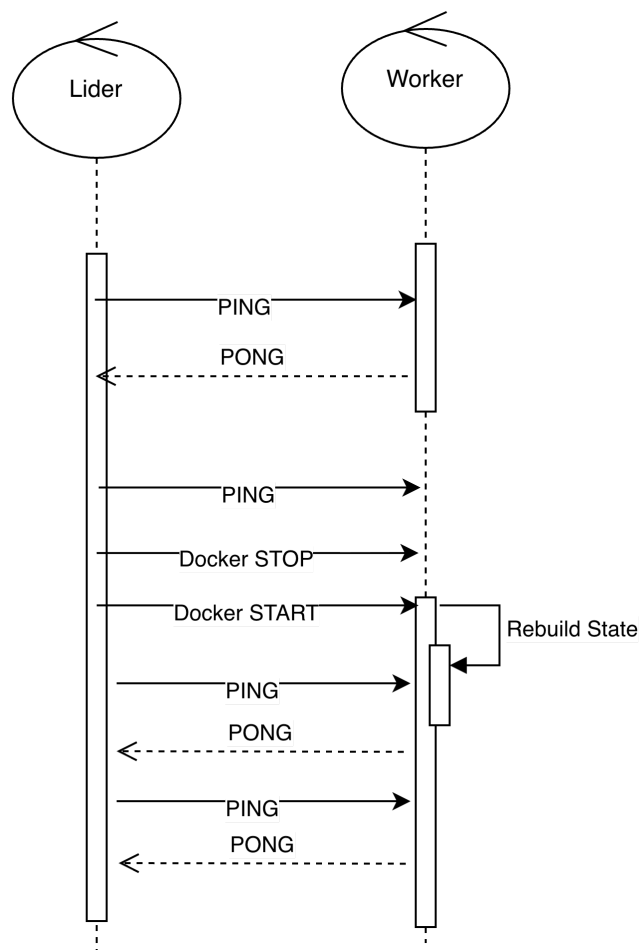 Lider
Worker
PING
PONG
PING
Docker STOP
Docker START
Rebuild State
PING
PONG
PING
PONG